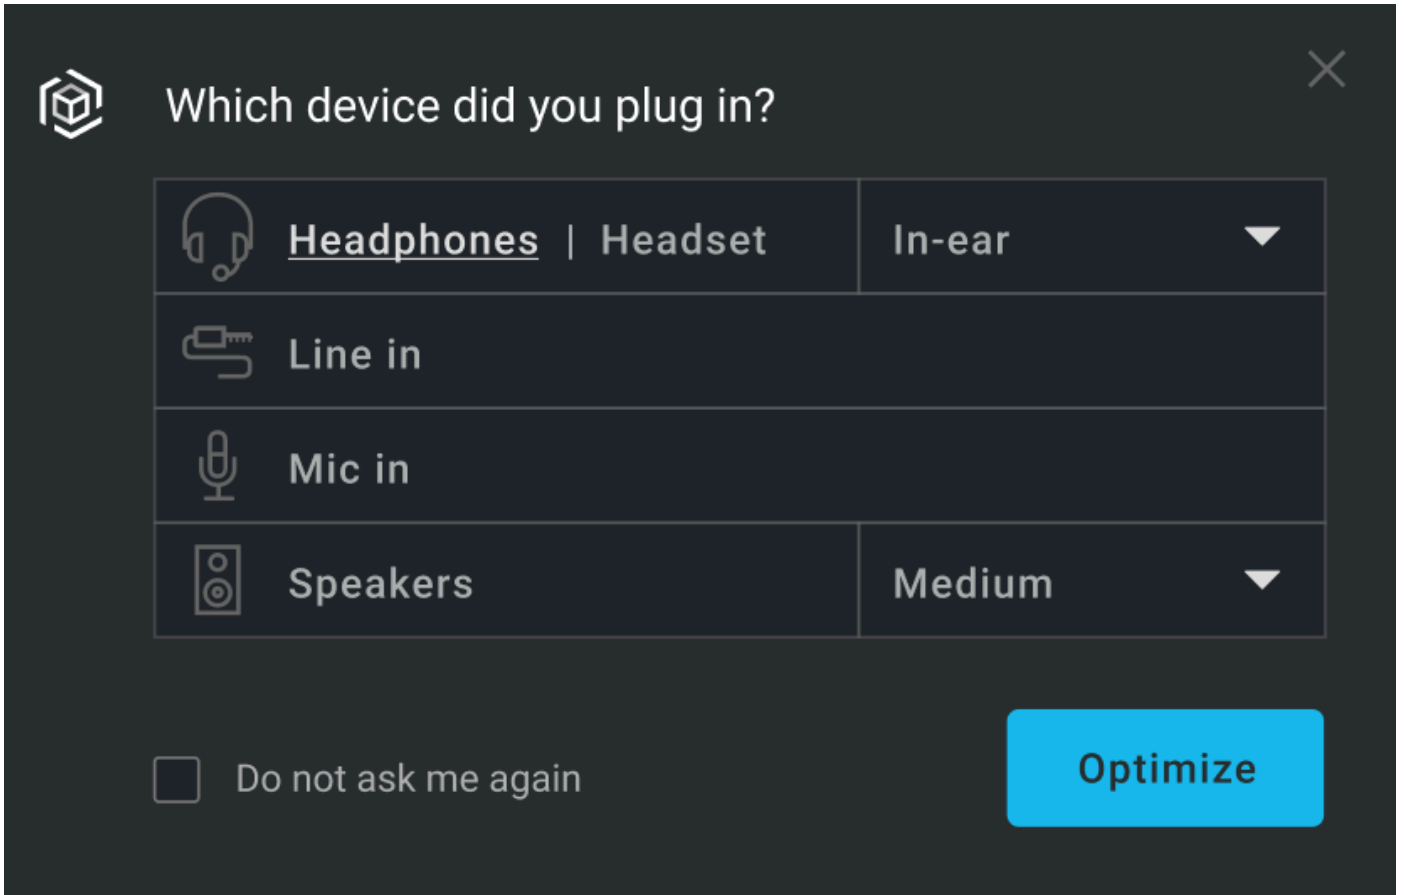 Which device did you plug in?
Headphones | Headset In-ear
Line in
Mic in
Speakers Medium
Do not ask me again
Optimize